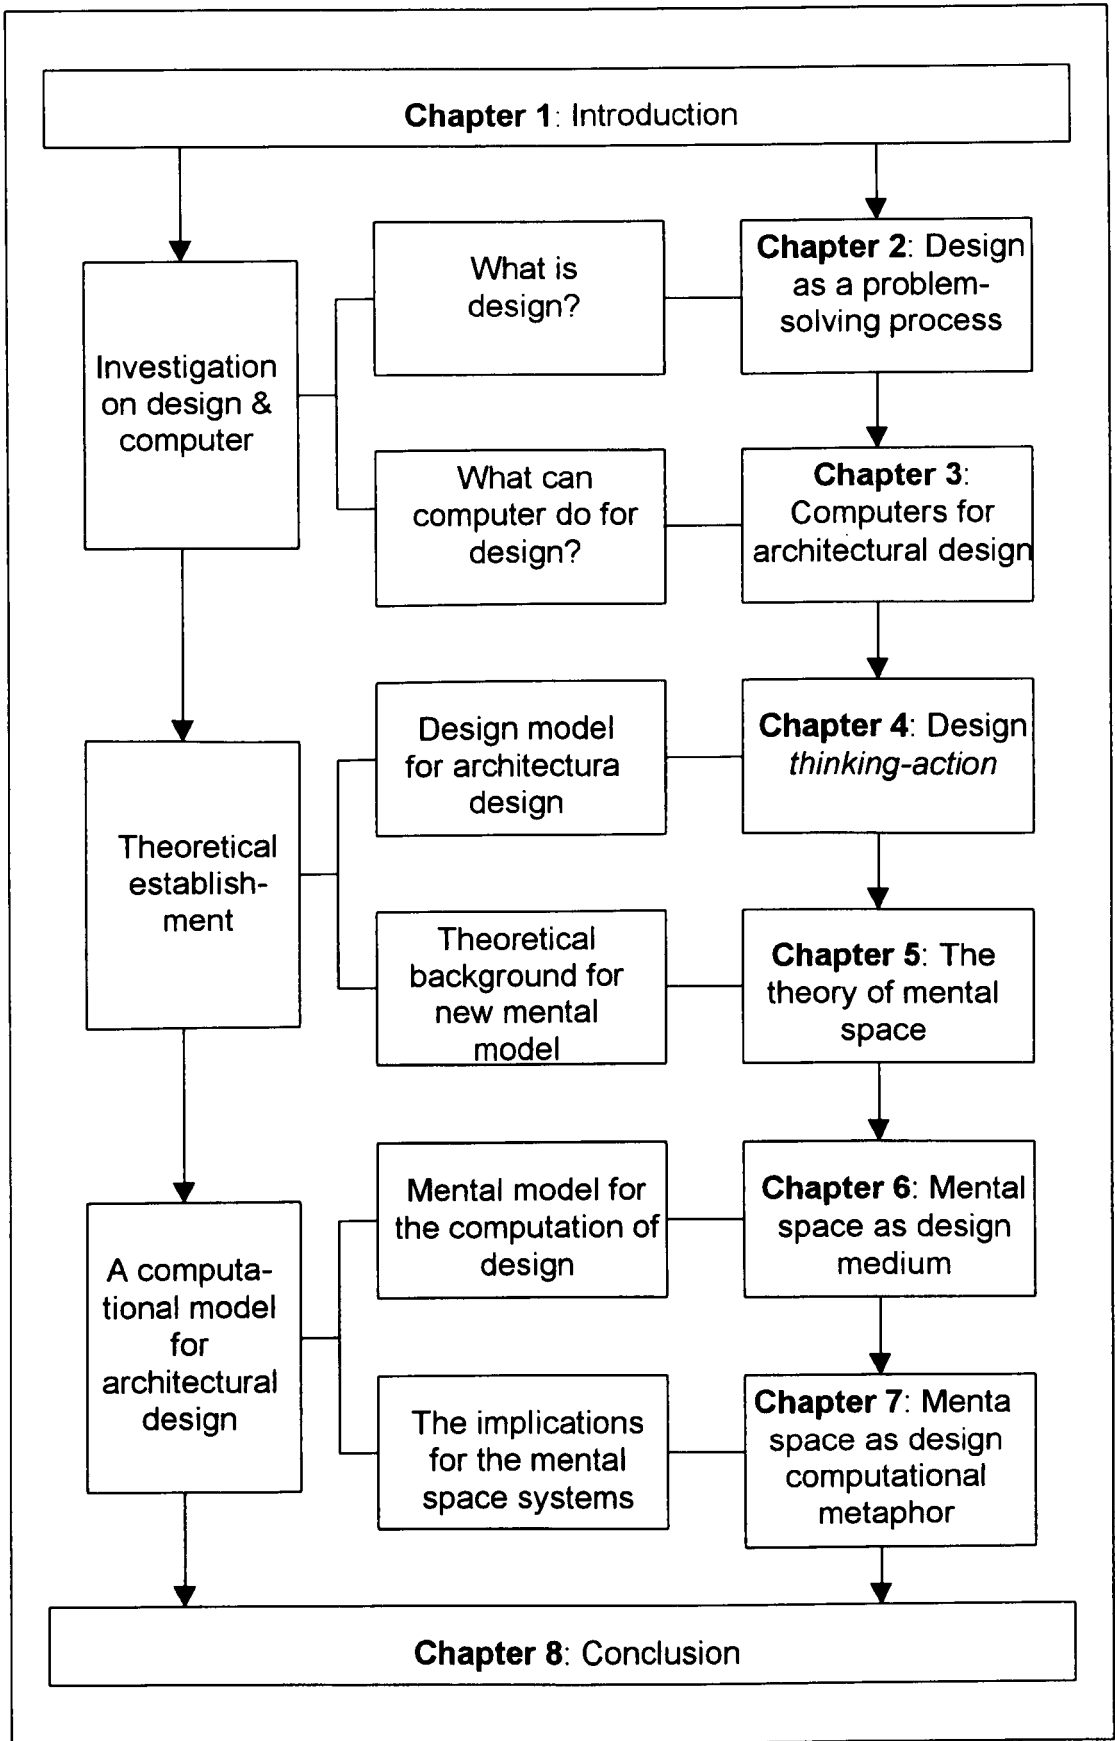 Chapter 1: Introduction
Investigation
on design &
computer
What is
design?
Chapter 2: Design
as a problem-
solving process
What can
computer do for
design?
Chapter 3:
Computers for
architectural design
Theoretical
establish-
ment
Design model
for architectura
design
Chapter 4: Design
thinking-action
Theoretical
background for
new mental
model
Chapter 5: The
theory of mental
space
A computa-
tional model
for
architectural
design
Mental model for
the computation of
design
Chapter 6: Mental
space as design
medium
The implications
for the mental
space systems
Chapter 7: Menta
space as design
computational
metaphor
Chapter 8: Conclusion